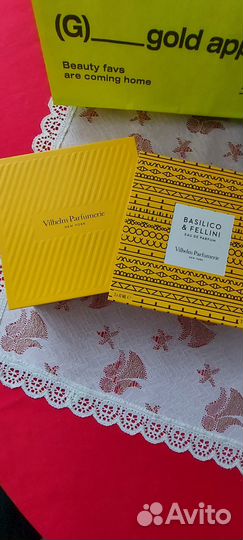 (G)____gold app
Beauty favs
are coming home
Vilhelm Parfumerie
NEW YORK
BASILICO
& FELLINI
EAU DE PARFUM
Vilhelm Parfumerie
NEW YORK
Avito